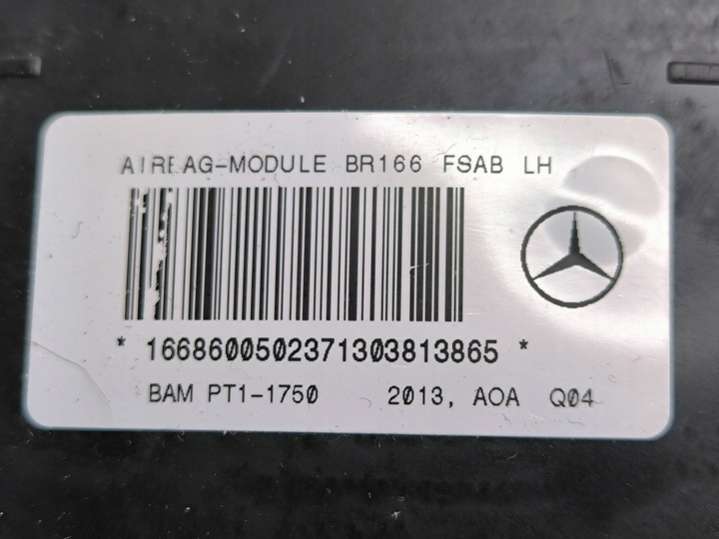 AIRBAG-MODULE BR166 FSAB LH
* 1668600502371303813865 *
BAM PT1-1750 2013, AOA Q04